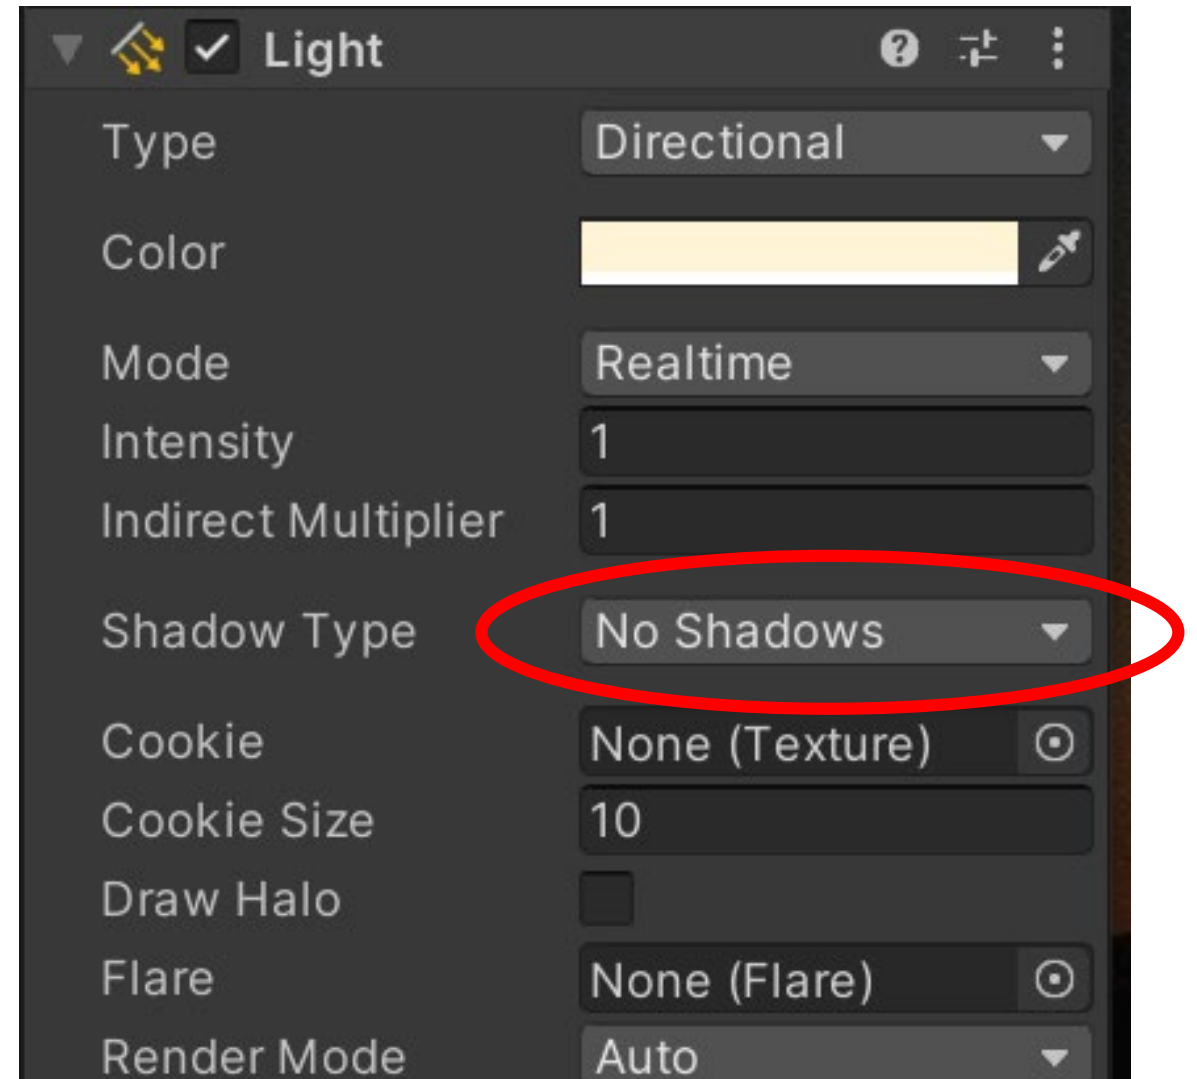 Light
Type Directional
Color
Mode Realtime
Intensity 1
Indirect Multiplier 1
Shadow Type No Shadows
Cookie None (Texture)
Cookie Size 10
Draw Halo
Flare None (Flare)
Render Mode Auto